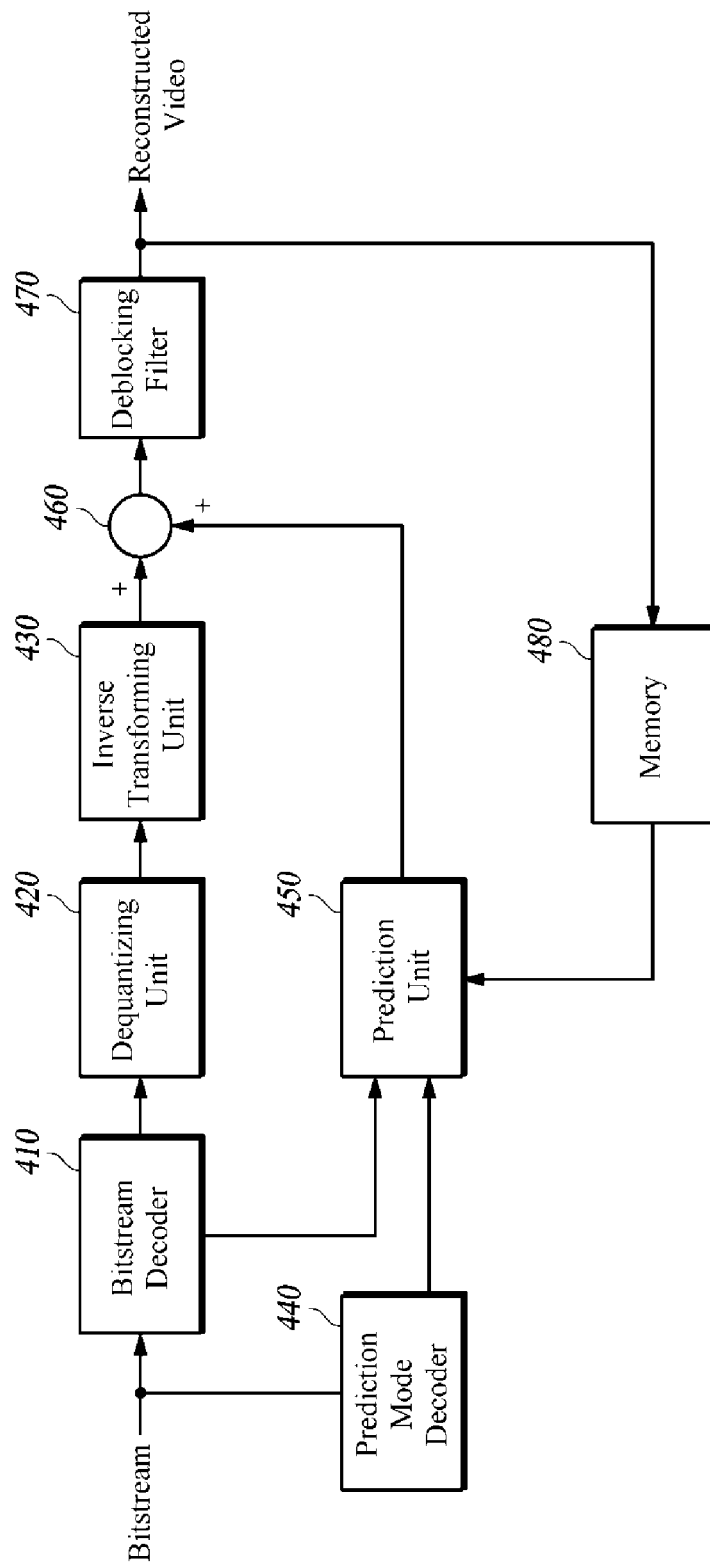 Bitstream
410
Bitstream
Decoder
420
Dequantizing
Unit
430
Inverse
Transforming
Unit
+
460
+
470
Deblocking
Filter
Reconstructed
Video
440
Prediction
Mode
Decoder
450
Prediction
Unit
480
Memory